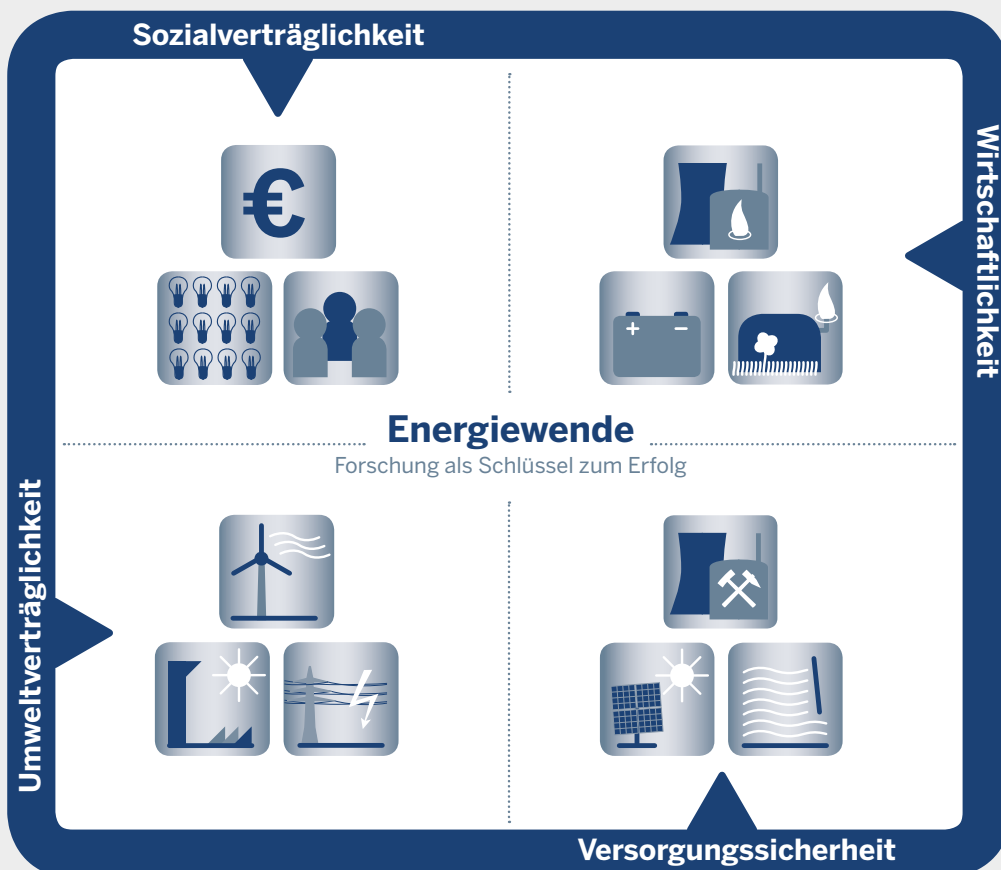 Sozialverträglichkeit
Wirtschaftlichkeit
€
+ −
Energiewende
Forschung als Schlüssel zum Erfolg
Umweltverträglichkeit
Versorgungssicherheit